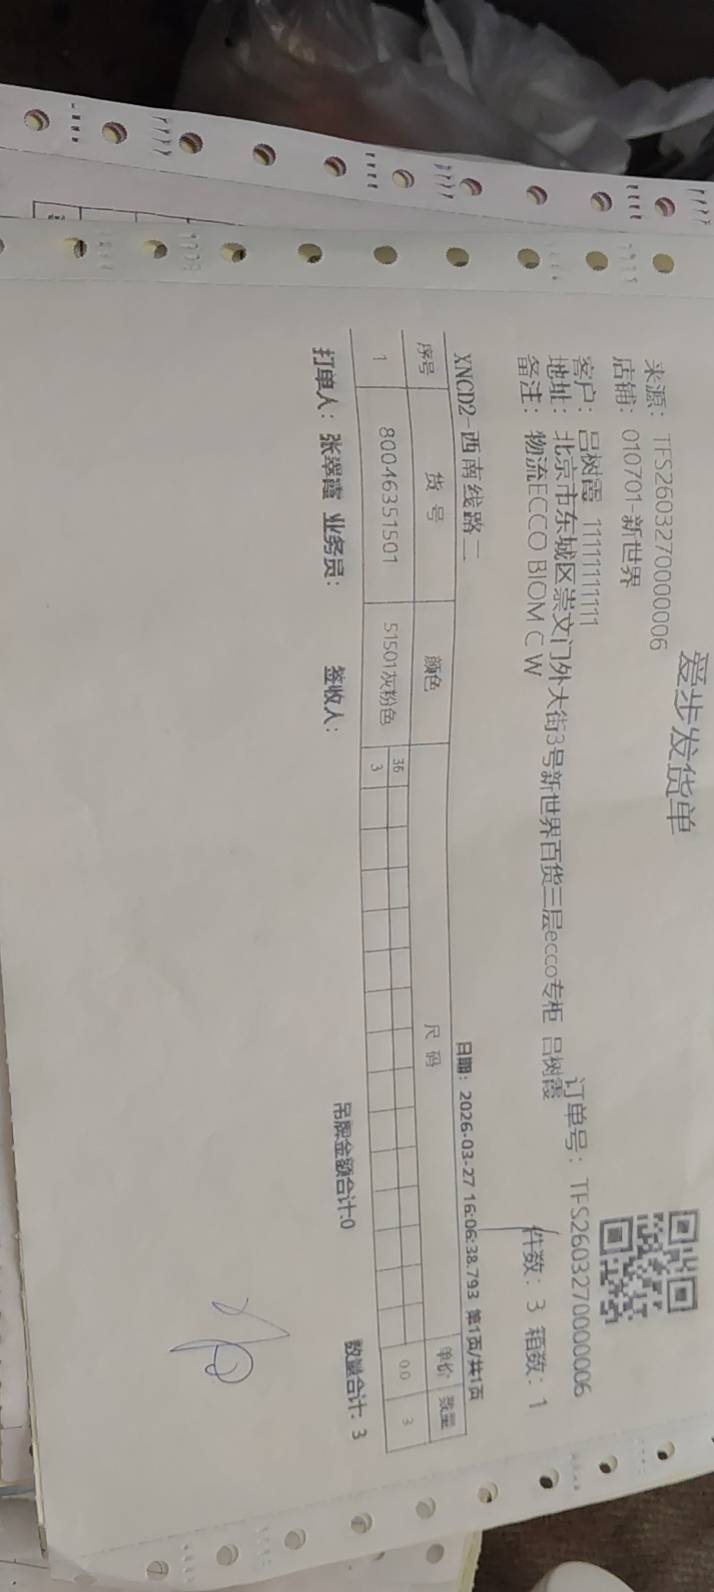 爱步发货单
来源： TFS2603270000006
店铺： 010701-新世界
订单号： TFS2603270000006
客户： 吕树霞 11111111111
地址： 北京市东城区崇文门外大街3号新世界百货三层ecco专柜 吕树霞
备注： 物流ECCO BIOM C W
件数： 3 箱数： 1
XNCD2-西南线路二
日期： 2026-03-27 16:06:38.793 第1页/共1页
序号 货号 颜色 尺码 单价 数量
36
1 80046351501 51501灰粉色 3 0.0 3
打单人： 张翠霞 业务员： 签收人： 吊牌金额合计:0 数量合计: 3